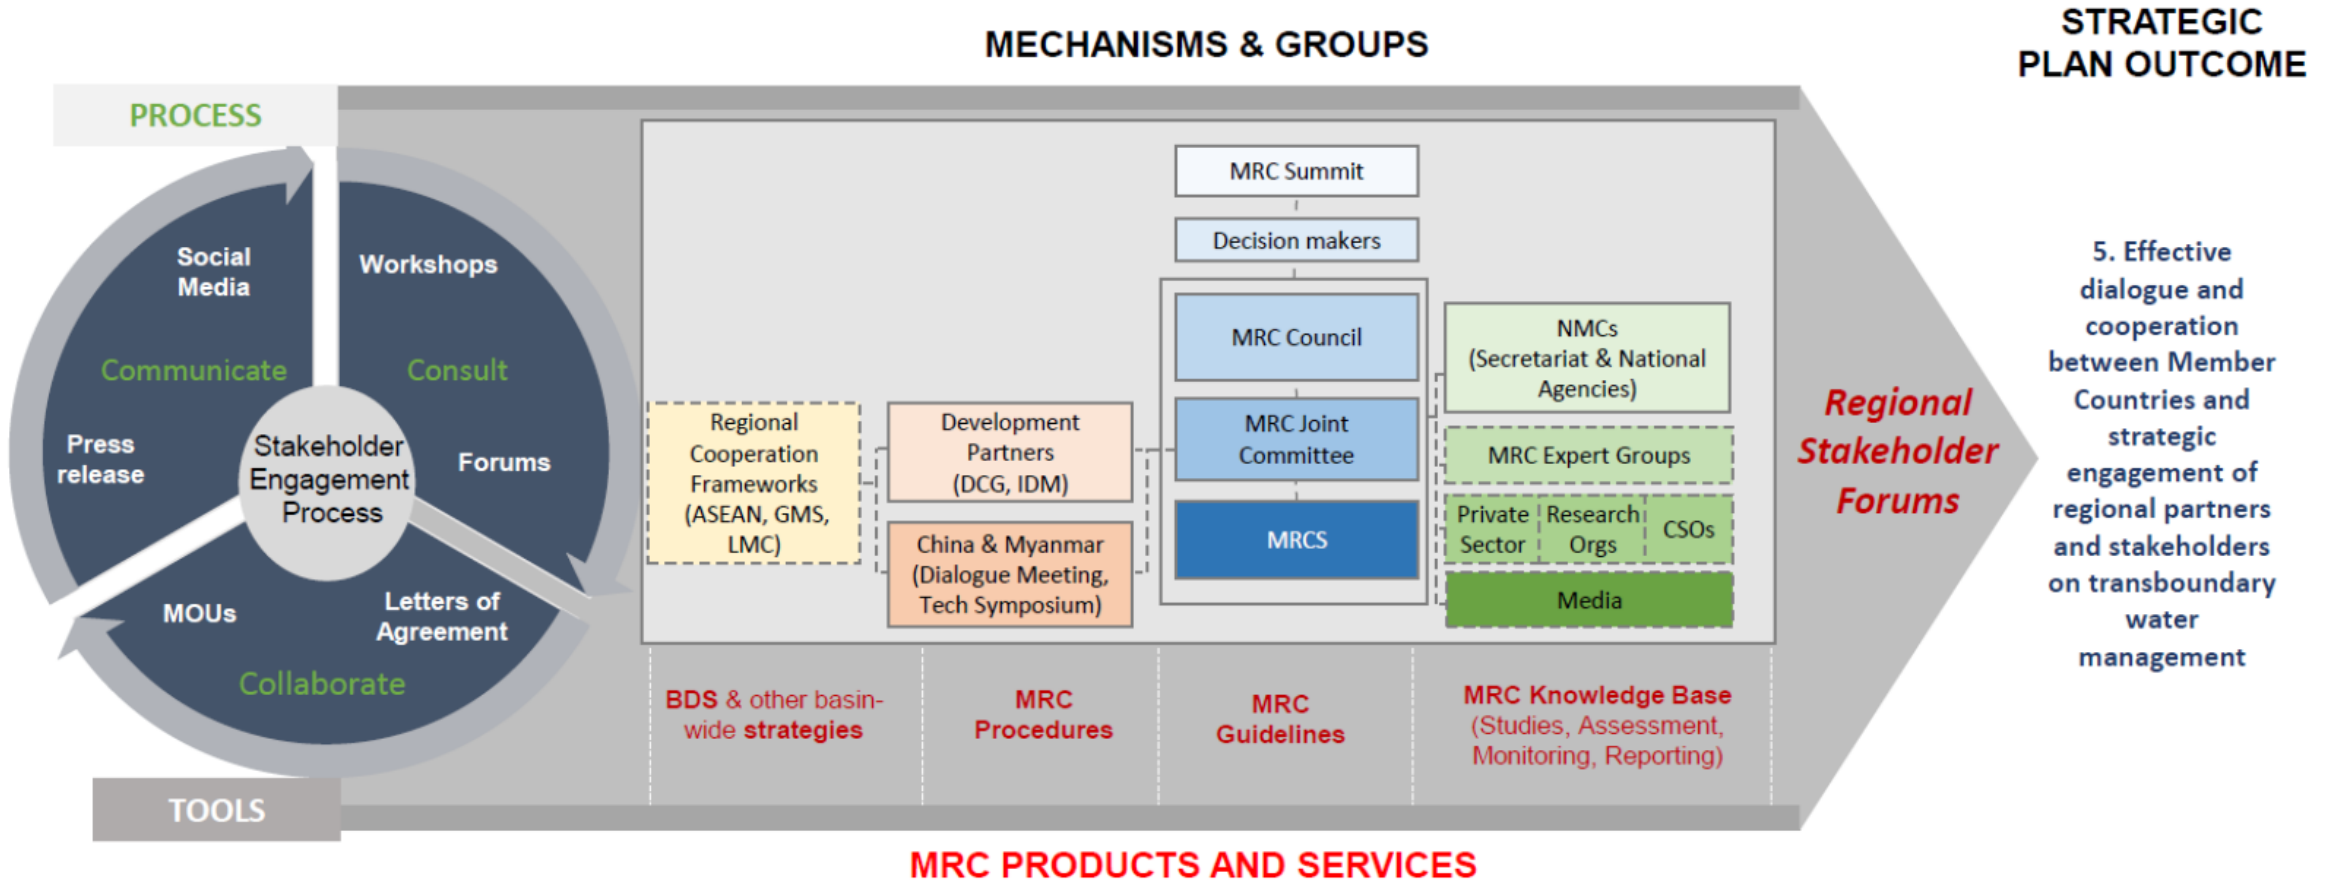 MECHANISMS & GROUPS
STRATEGIC
PLAN OUTCOME
PROCESS
Social
Media
Workshops
Communicate
Consult
Press
release
Forums
Stakeholder
Engagement
Process
MOUs
Letters of
Agreement
Collaborate
TOOLS
MRC Summit
Decision makers
MRC Council
MRC Joint
Committee
MRCS
Regional
Cooperation
Frameworks
(ASEAN, GMS,
LMC)
Development
Partners
(DCG, IDM)
China & Myanmar
(Dialogue Meeting,
Tech Symposium)
NMCs
(Secretariat & National
Agencies)
MRC Expert Groups
Private
Sector
Research
Orgs
CSOs
Media
BDS & other basin-
wide strategies
MRC
Procedures
MRC
Guidelines
MRC Knowledge Base
(Studies, Assessment,
Monitoring, Reporting)
Regional
Stakeholder
Forums
5. Effective
dialogue and
cooperation
between Member
Countries and
strategic
engagement of
regional partners
and stakeholders
on transboundary
water
management
MRC PRODUCTS AND SERVICES